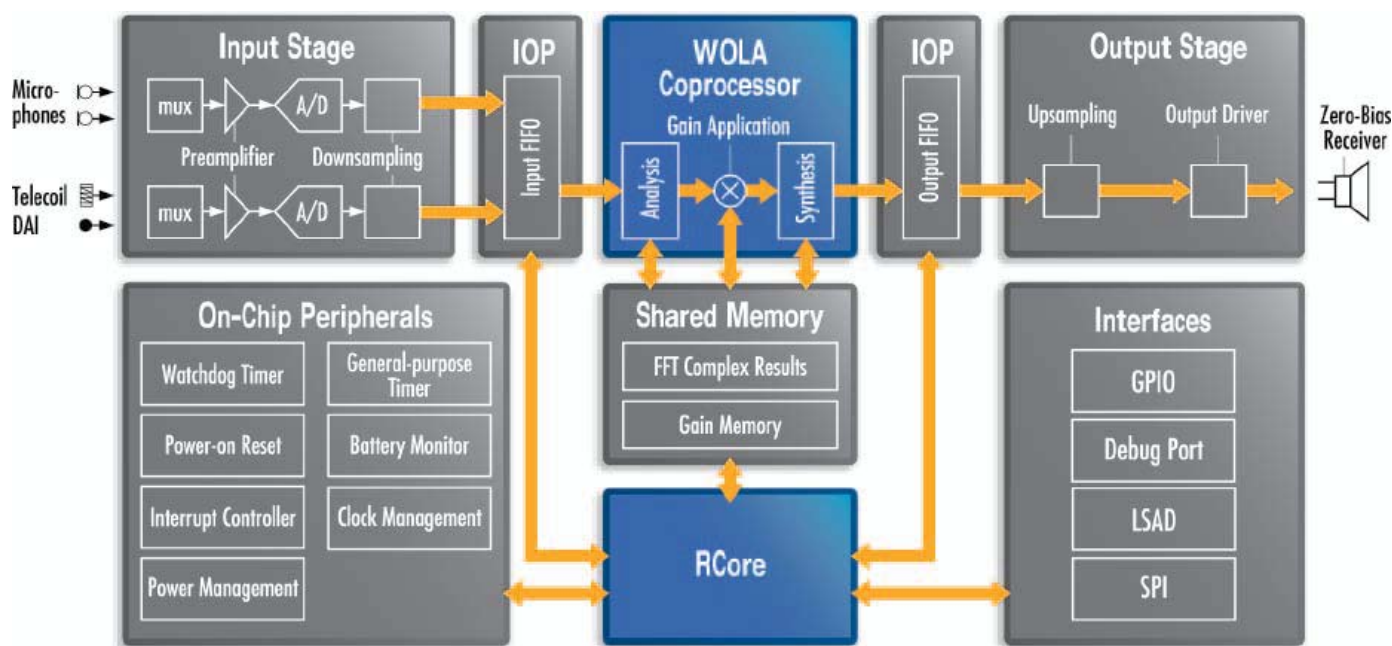 Input Stage
Micro-
phones
mux
A/D
Preamplifier
Downsampling
Telecoil
DAI
mux
A/D
IOP
Input FIFO
WOLA
Coprocessor
Gain Application
Analysis
Synthesis
IOP
Output FIFO
Output Stage
Upsampling
Output Driver
Zero-Bias
Receiver
On-Chip Peripherals
Watchdog Timer
General-purpose
Timer
Power-on Reset
Battery Monitor
Interrupt Controller
Clock Management
Power Management
Shared Memory
FFT Complex Results
Gain Memory
RCore
Interfaces
GPIO
Debug Port
LSAD
SPI